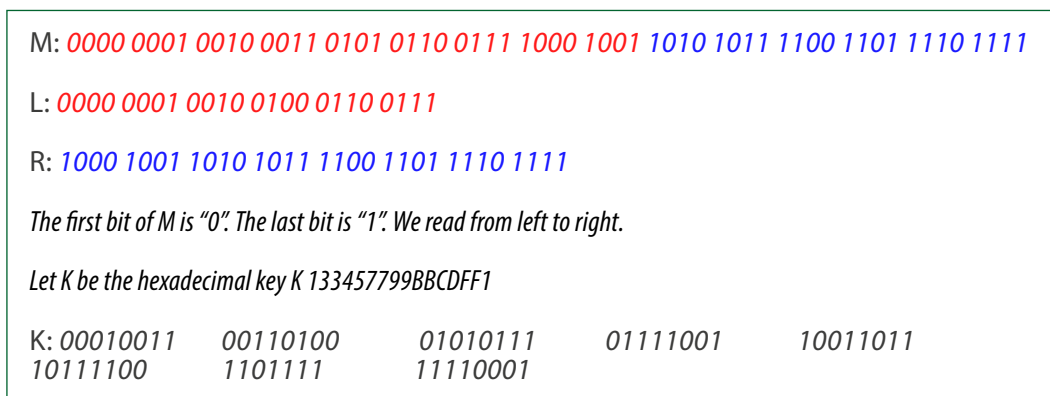 M: 0000 0001 0010 0011 0101 0110 0111 1000 1001 1010 1011 1100 1101 1110 1111
L: 0000 0001 0010 0100 0110 0111
R: 1000 1001 1010 1011 1100 1101 1110 1111
The first bit of M is “0”. The last bit is “1”. We read from left to right.
Let K be the hexadecimal key K 133457799BBCDFF1
K: 00010011 00110100 01010111 01111001 10011011
10111100 1101111 11110001